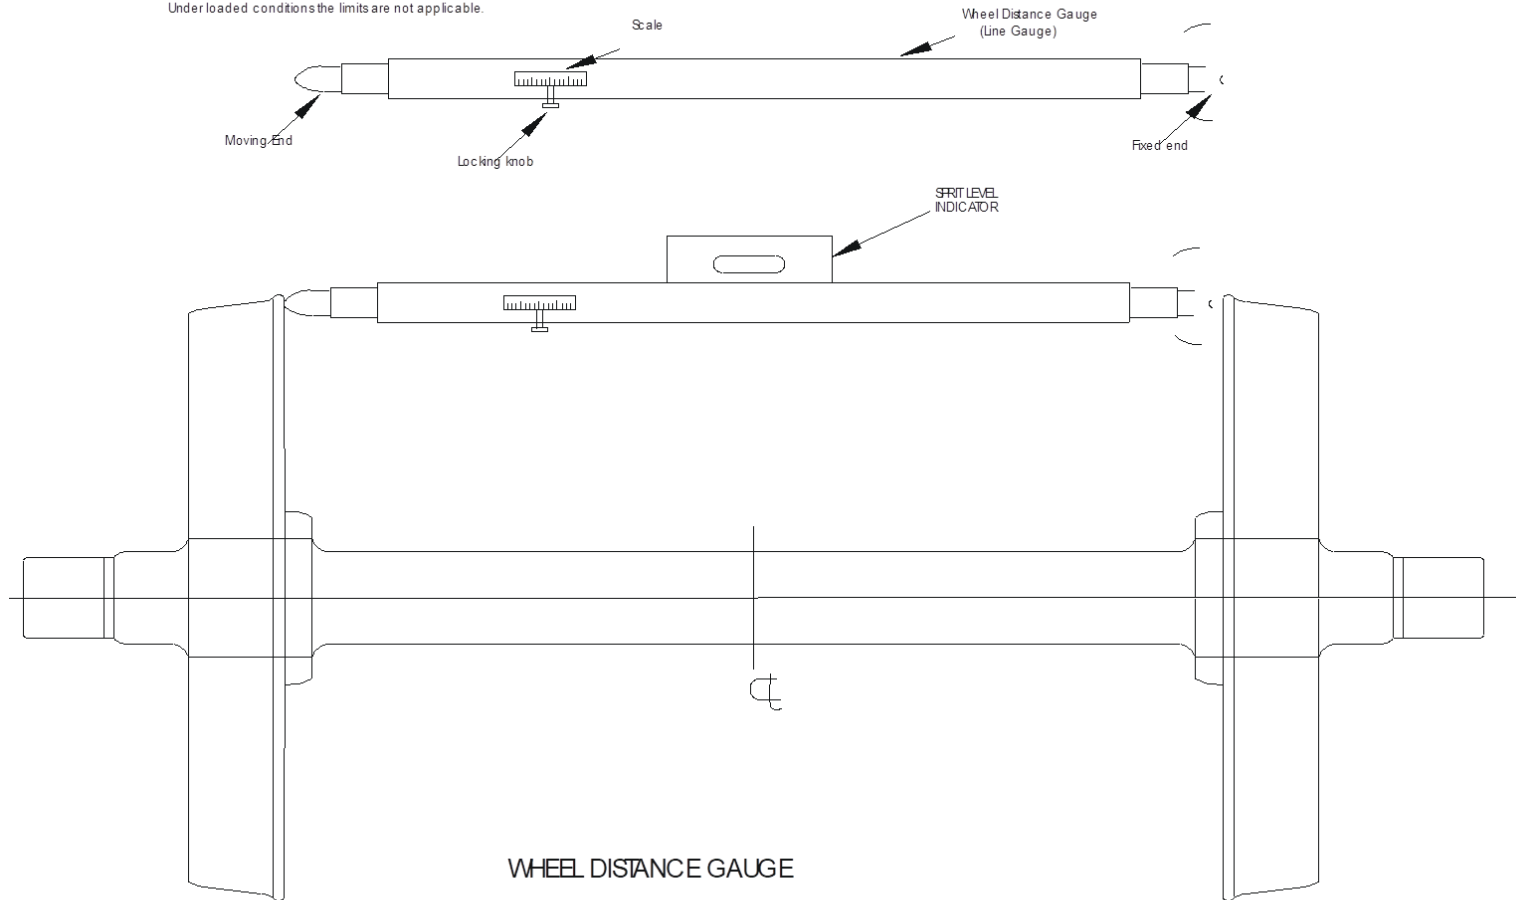 Under loaded conditions the limits are not applicable.
Scale
Wheel Distance Gauge
(Line Gauge)
Moving End
Locking knob
Fixed end
SPRIT LEVEL
INDICATOR
WHEEL DISTANCE GAUGE